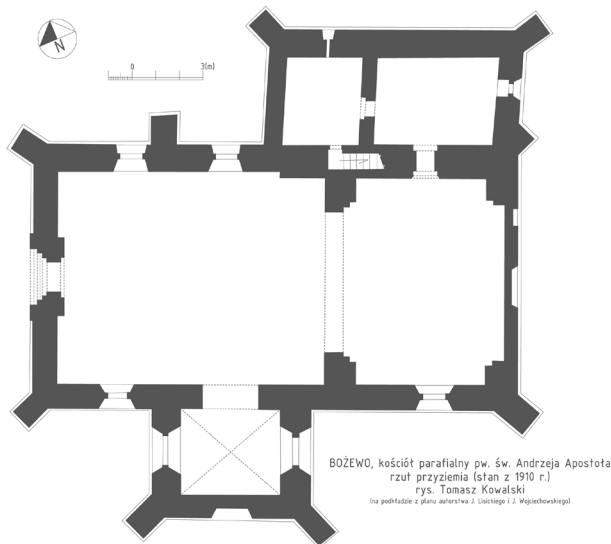 N
0 3(m)
BOŻEWO, kościół parafialny pw. św. Andrzeja Apostoła
rzut przyziemia (stan z 1910 r.)
rys. Tomasz Kowalski
(na podkładzie z planu autorstwa J. Lisickiego i J. Wojciechowskiego)